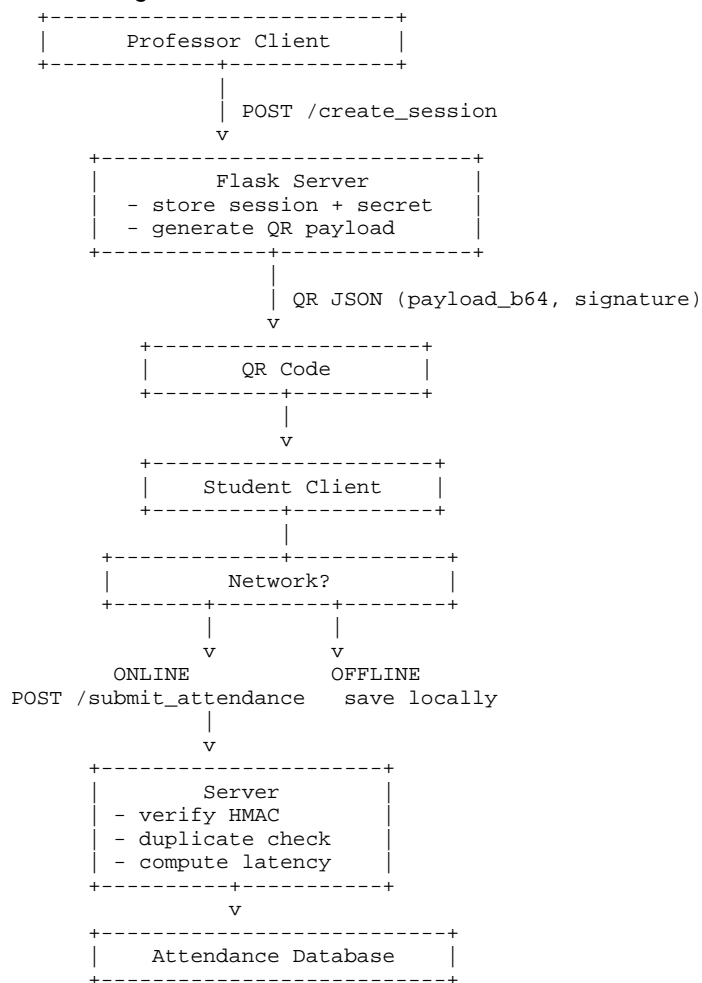 Professor Client
POST /create_session
v
Flask Server
- store session + secret
- generate QR payload
QR JSON (payload_b64, signature)
v
QR Code
v
Student Client
Network?
v v
ONLINE OFFLINE
POST /submit_attendance save locally
v
Server
- verify HMAC
- duplicate check
- compute latency
v
Attendance Database